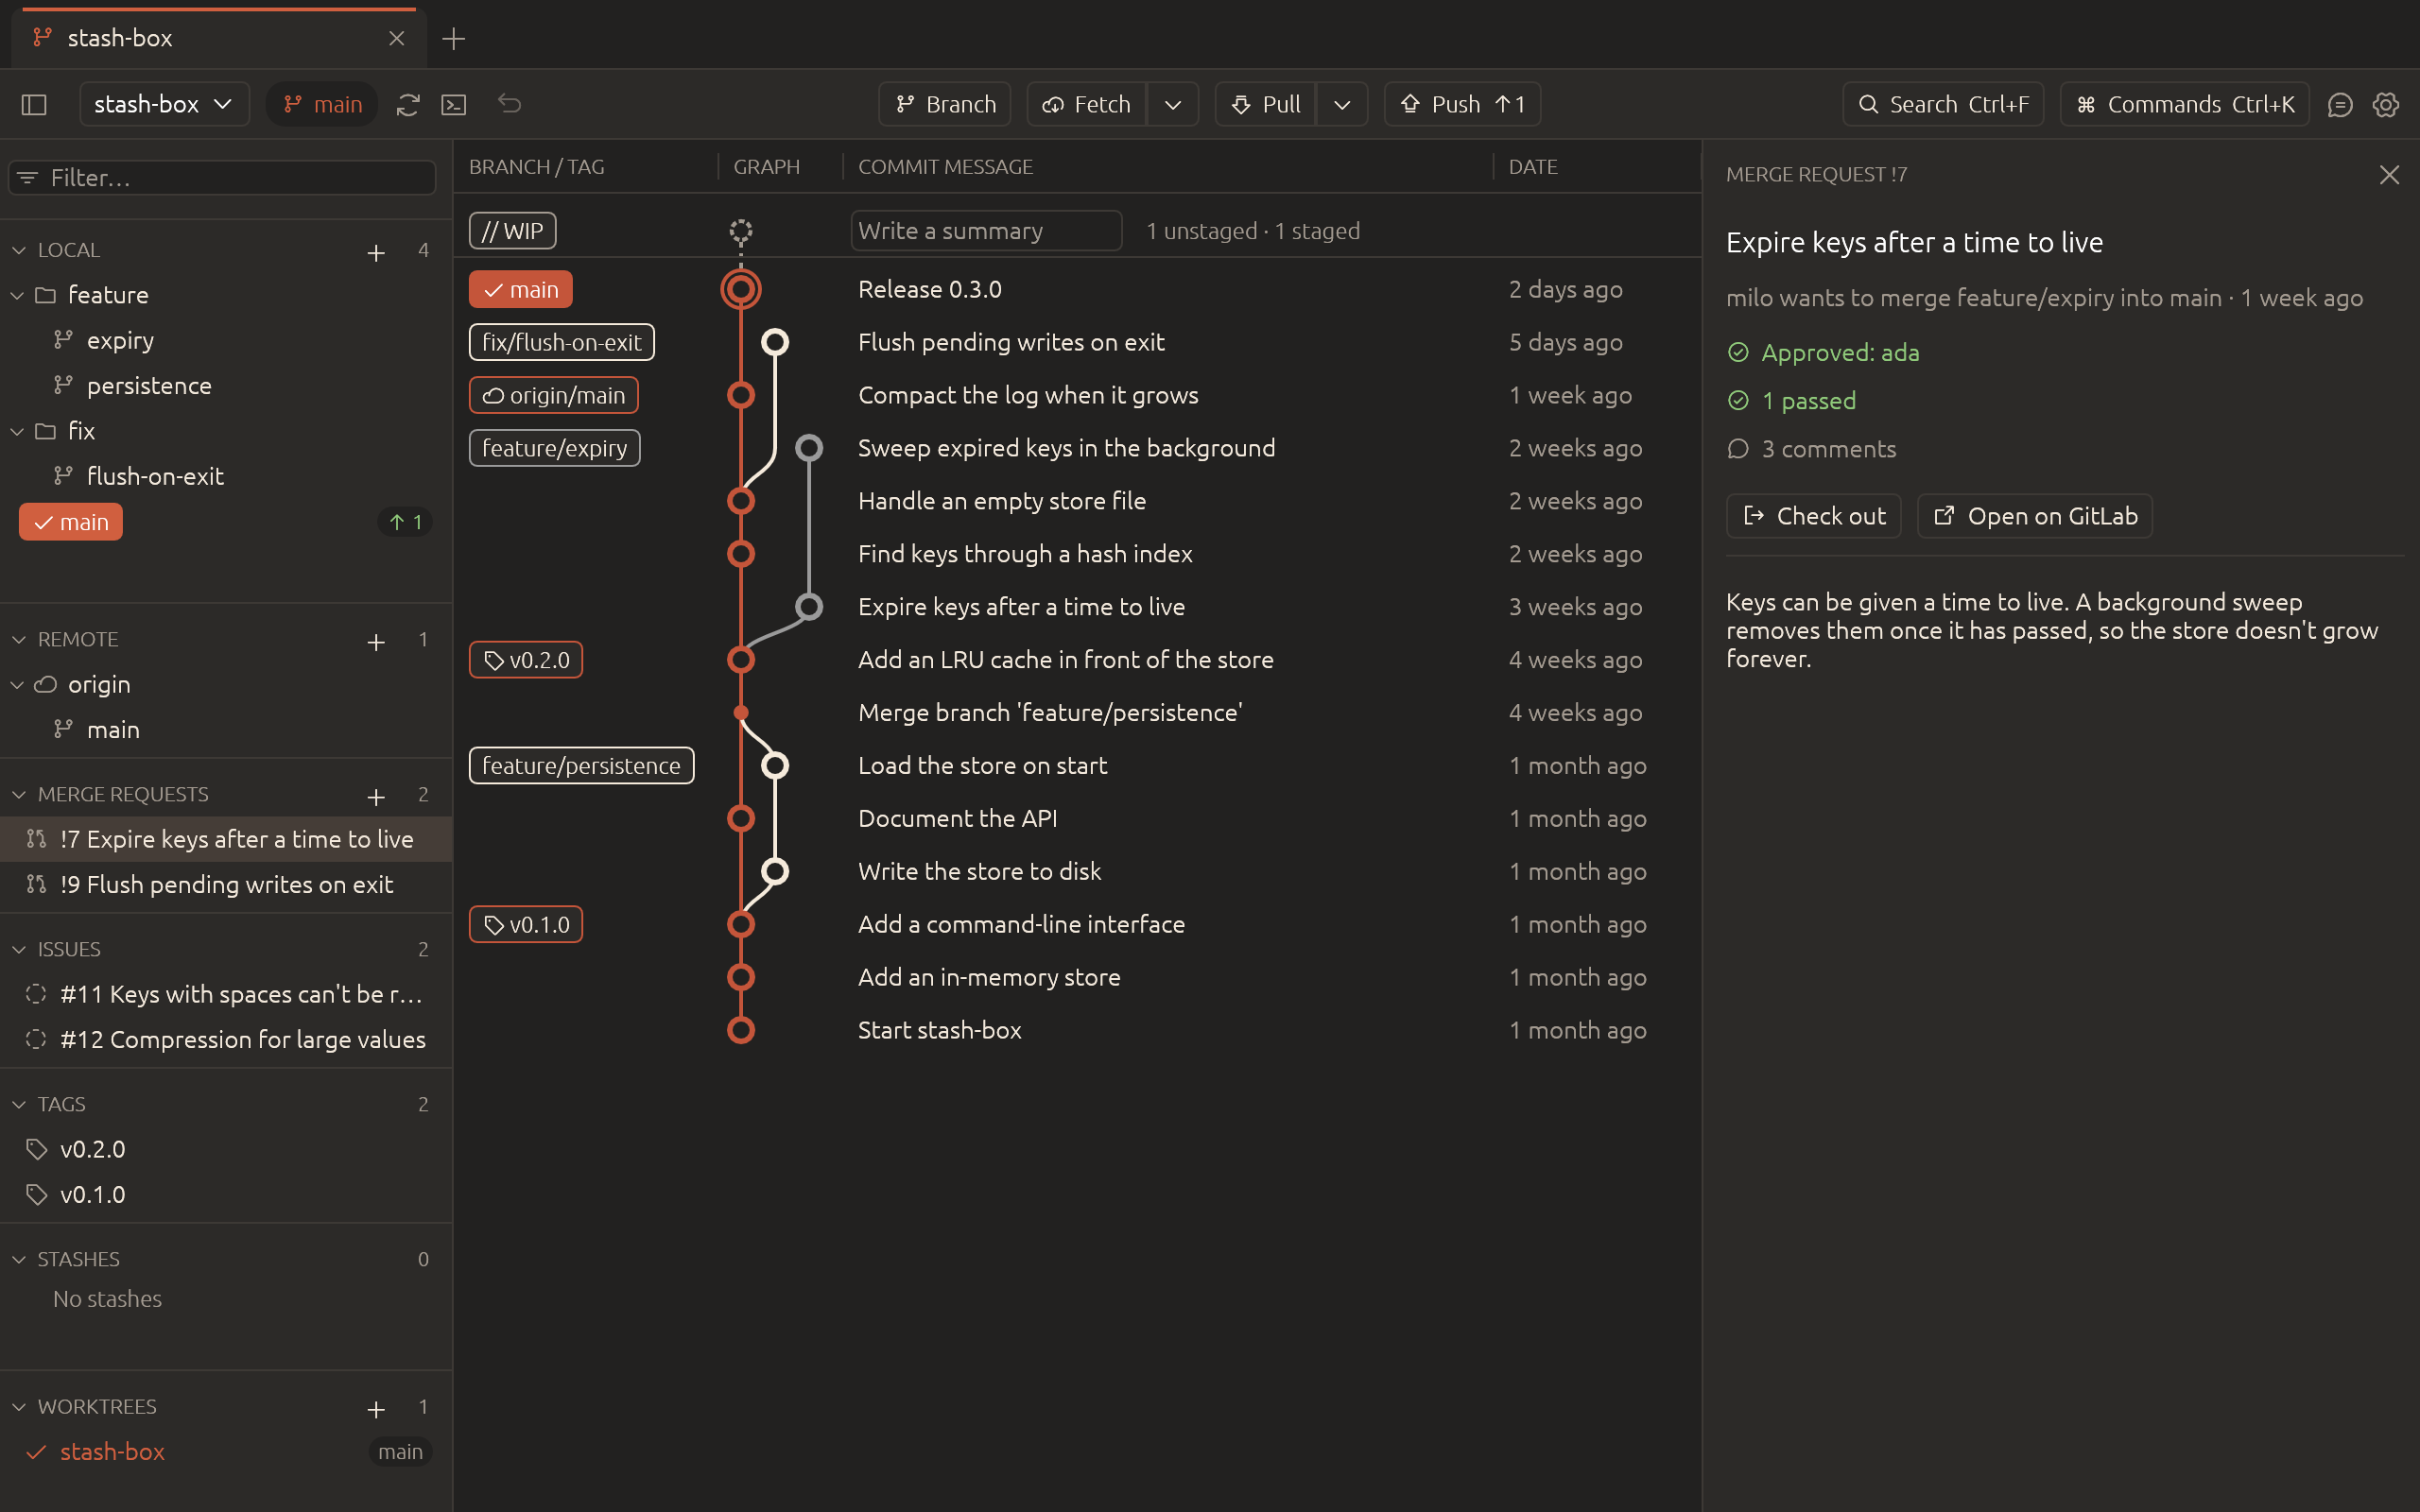 stash-box
stash-box
main
Branch
Fetch
Pull
Push ↑1
Search Ctrl+F
Commands Ctrl+K
Filter…
LOCAL 4
feature
expiry
persistence
fix
flush-on-exit
main ↑ 1
REMOTE 1
origin
main
MERGE REQUESTS 2
!7 Expire keys after a time to live
!9 Flush pending writes on exit
ISSUES 2
#11 Keys with spaces can't be r…
#12 Compression for large values
TAGS 2
v0.2.0
v0.1.0
STASHES 0
No stashes
WORKTREES 1
stash-box main
BRANCH / TAG GRAPH COMMIT MESSAGE DATE
// WIP Write a summary 1 unstaged · 1 staged
main Release 0.3.0 2 days ago
fix/flush-on-exit Flush pending writes on exit 5 days ago
origin/main Compact the log when it grows 1 week ago
feature/expiry Sweep expired keys in the background 2 weeks ago
Handle an empty store file 2 weeks ago
Find keys through a hash index 2 weeks ago
Expire keys after a time to live 3 weeks ago
v0.2.0 Add an LRU cache in front of the store 4 weeks ago
Merge branch 'feature/persistence' 4 weeks ago
feature/persistence Load the store on start 1 month ago
Document the API 1 month ago
Write the store to disk 1 month ago
v0.1.0 Add a command-line interface 1 month ago
Add an in-memory store 1 month ago
Start stash-box 1 month ago
MERGE REQUEST !7
Expire keys after a time to live
milo wants to merge feature/expiry into main · 1 week ago
Approved: ada
1 passed
3 comments
Check out
Open on GitLab
Keys can be given a time to live. A background sweep
removes them once it has passed, so the store doesn't grow
forever.